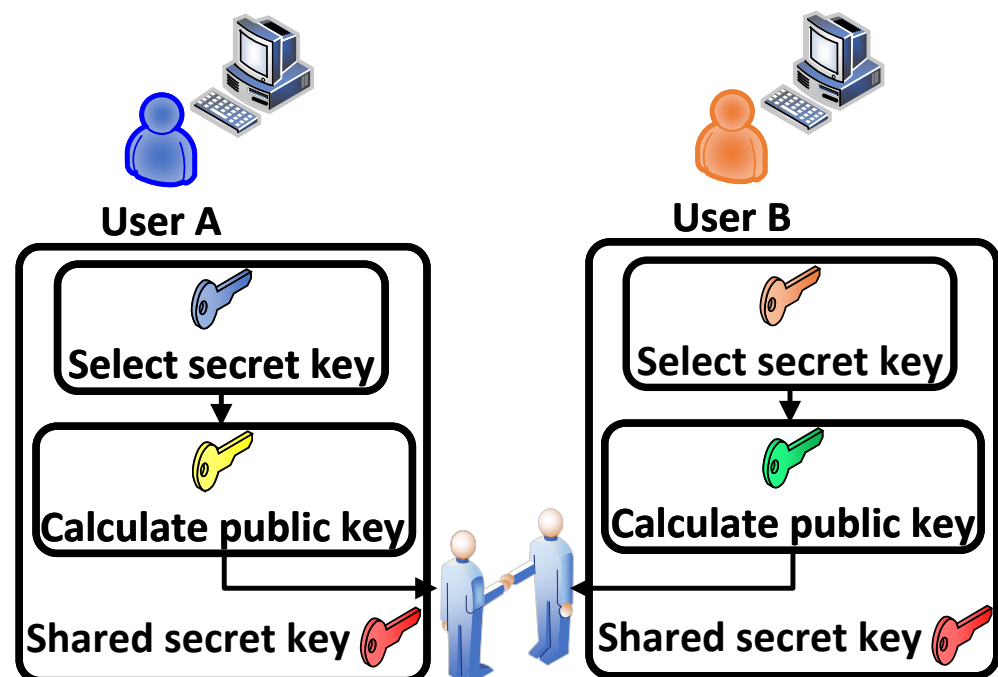 User A
Select secret key
Calculate public key
Shared secret key
User B
Select secret key
Calculate public key
Shared secret key